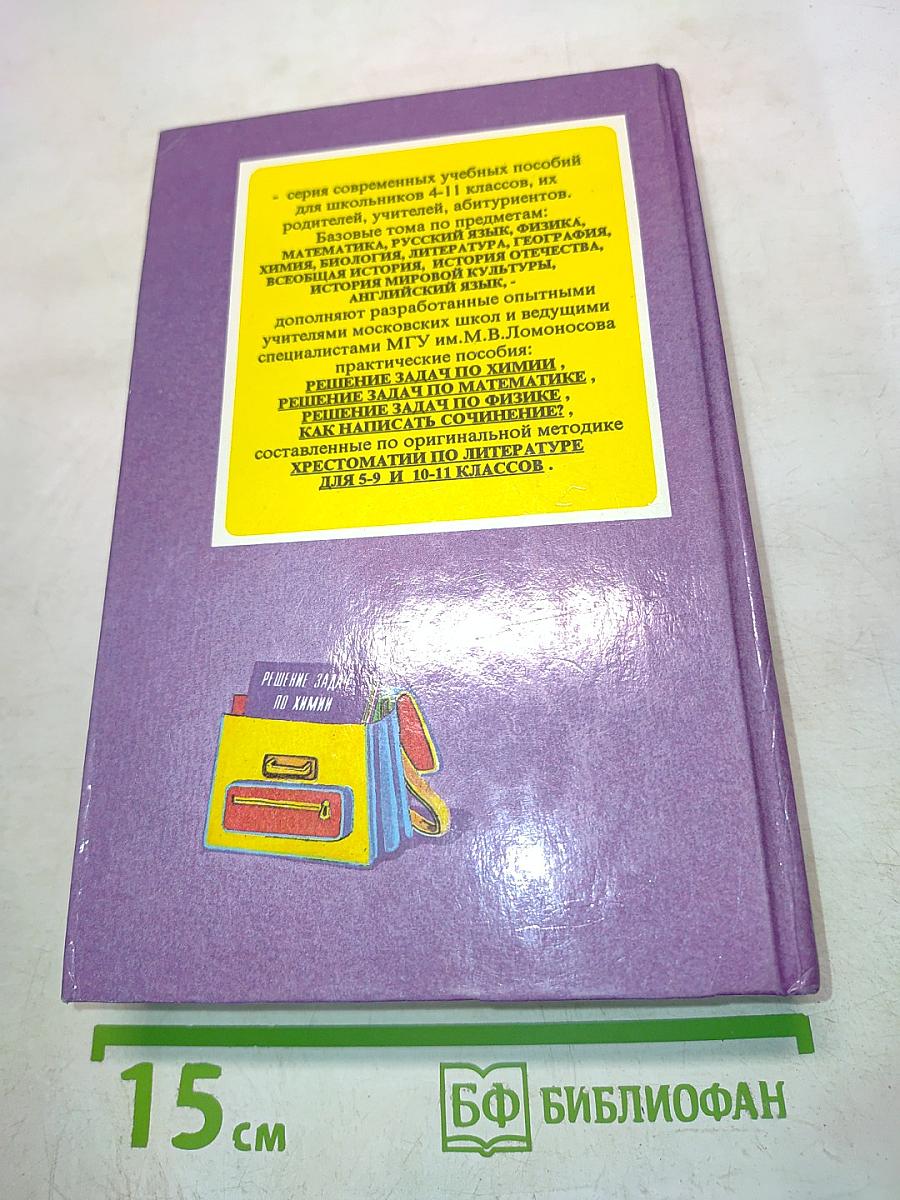 - серия современных учебных пособий
для школьников 4-11 классов, их
родителей, учителей, абитуриентов.
Базовые тома по предметам:
МАТЕМАТИКА, РУССКИЙ ЯЗЫК, ФИЗИКА,
ХИМИЯ, БИОЛОГИЯ, ЛИТЕРАТУРА, ГЕОГРАФИЯ,
ВСЕОБЩАЯ ИСТОРИЯ, ИСТОРИЯ ОТЕЧЕСТВА,
ИСТОРИЯ МИРОВОЙ КУЛЬТУРЫ,
АНГЛИЙСКИЙ ЯЗЫК, -
дополняют разработанные опытными
учителями московских школ и ведущими
специалистами МГУ им.М.В.Ломоносова
практические пособия:
РЕШЕНИЕ ЗАДАЧ ПО ХИМИИ ,
РЕШЕНИЕ ЗАДАЧ ПО МАТЕМАТИКЕ ,
РЕШЕНИЕ ЗАДАЧ ПО ФИЗИКЕ ,
КАК НАПИСАТЬ СОЧИНЕНИЕ? ,
составленные по оригинальной методике
ХРЕСТОМАТИИ ПО ЛИТЕРАТУРЕ
ДЛЯ 5-9 И 10-11 КЛАССОВ .
РЕШЕНИЕ ЗАДАЧ
ПО ХИМИИ
15 см
БФ БИБЛИОФАН